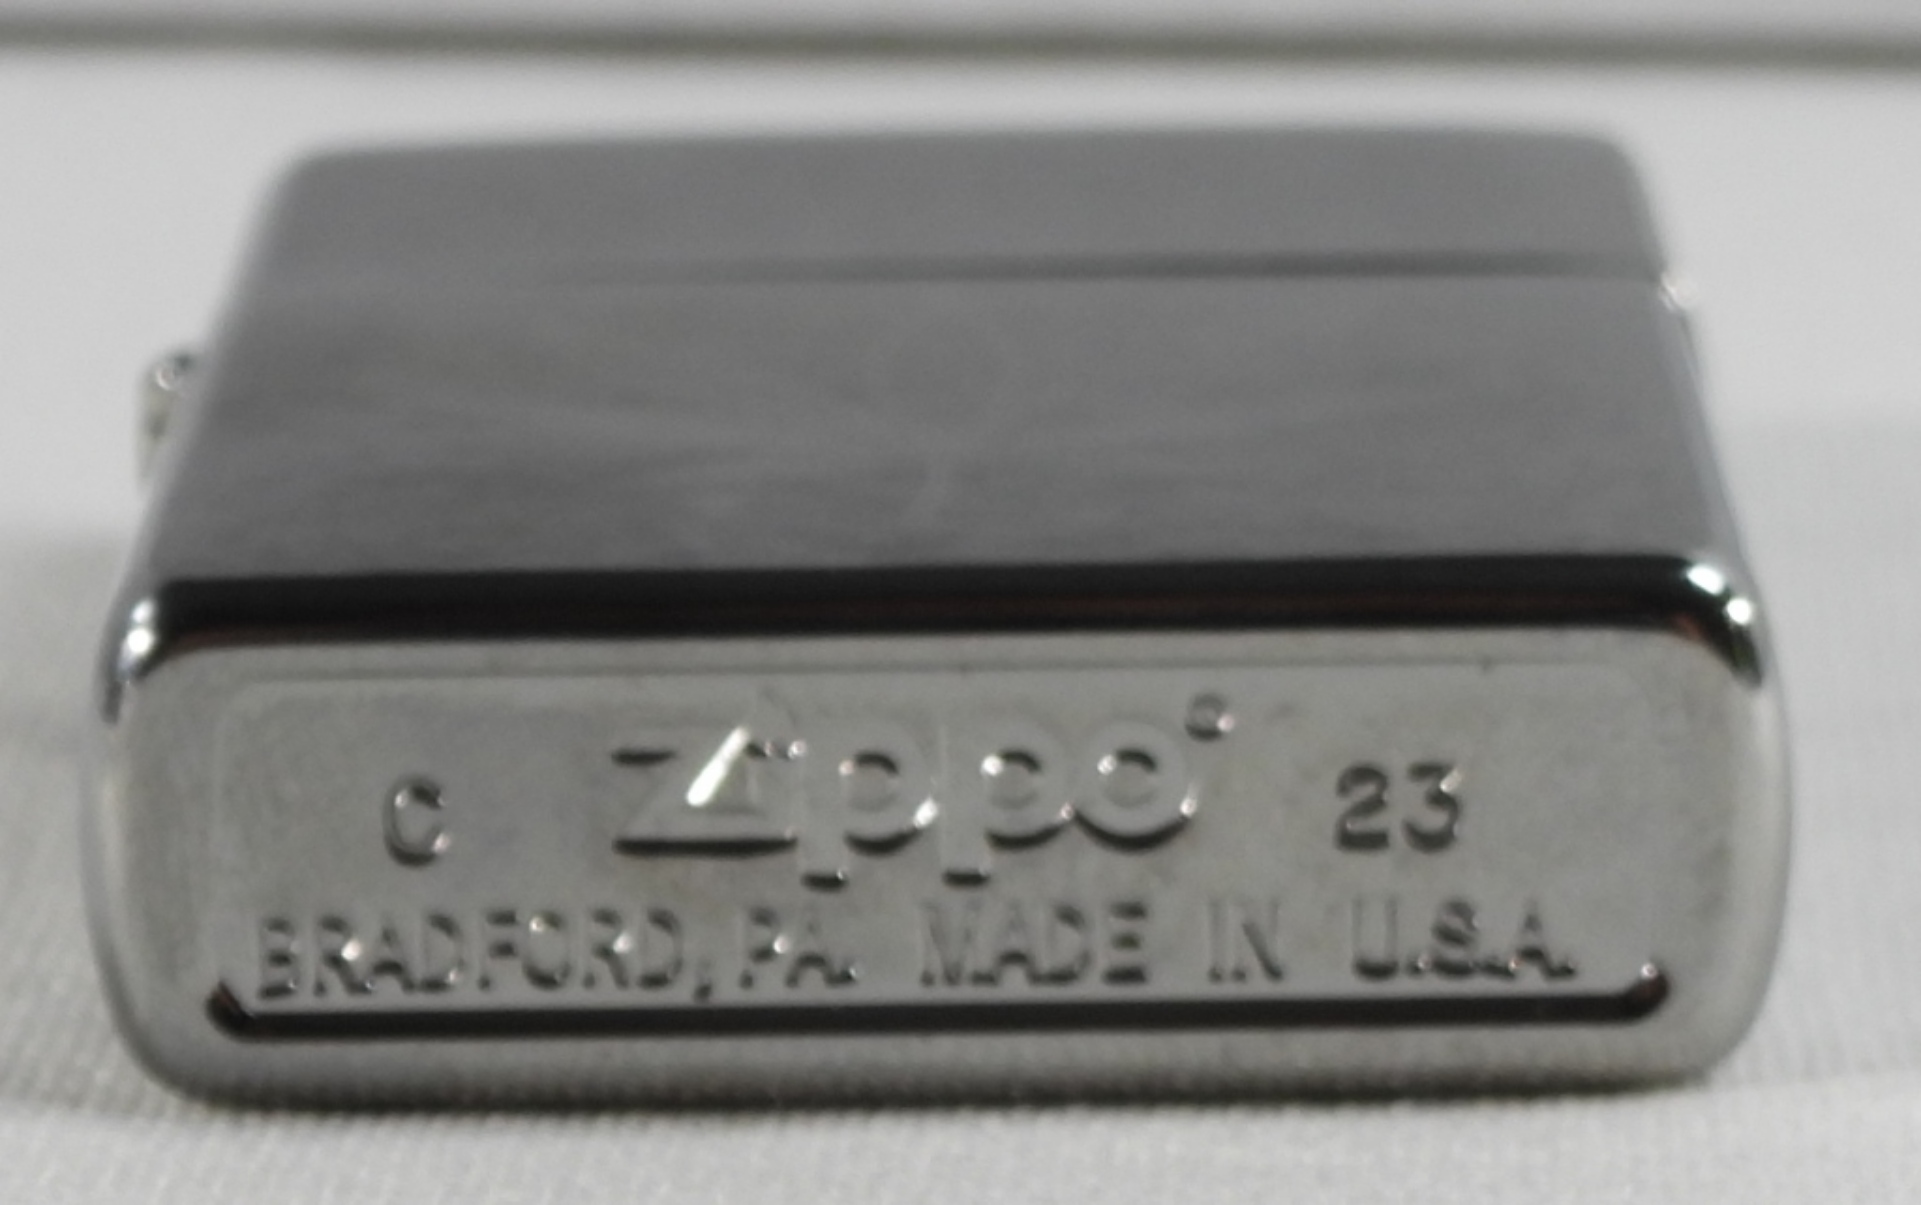 C Zippo® 23
BRADFORD, PA. MADE IN U.S.A.